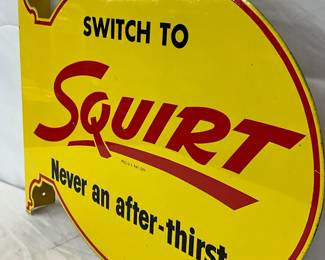 SWITCH TO
SQUIRT
Never an after-thirst